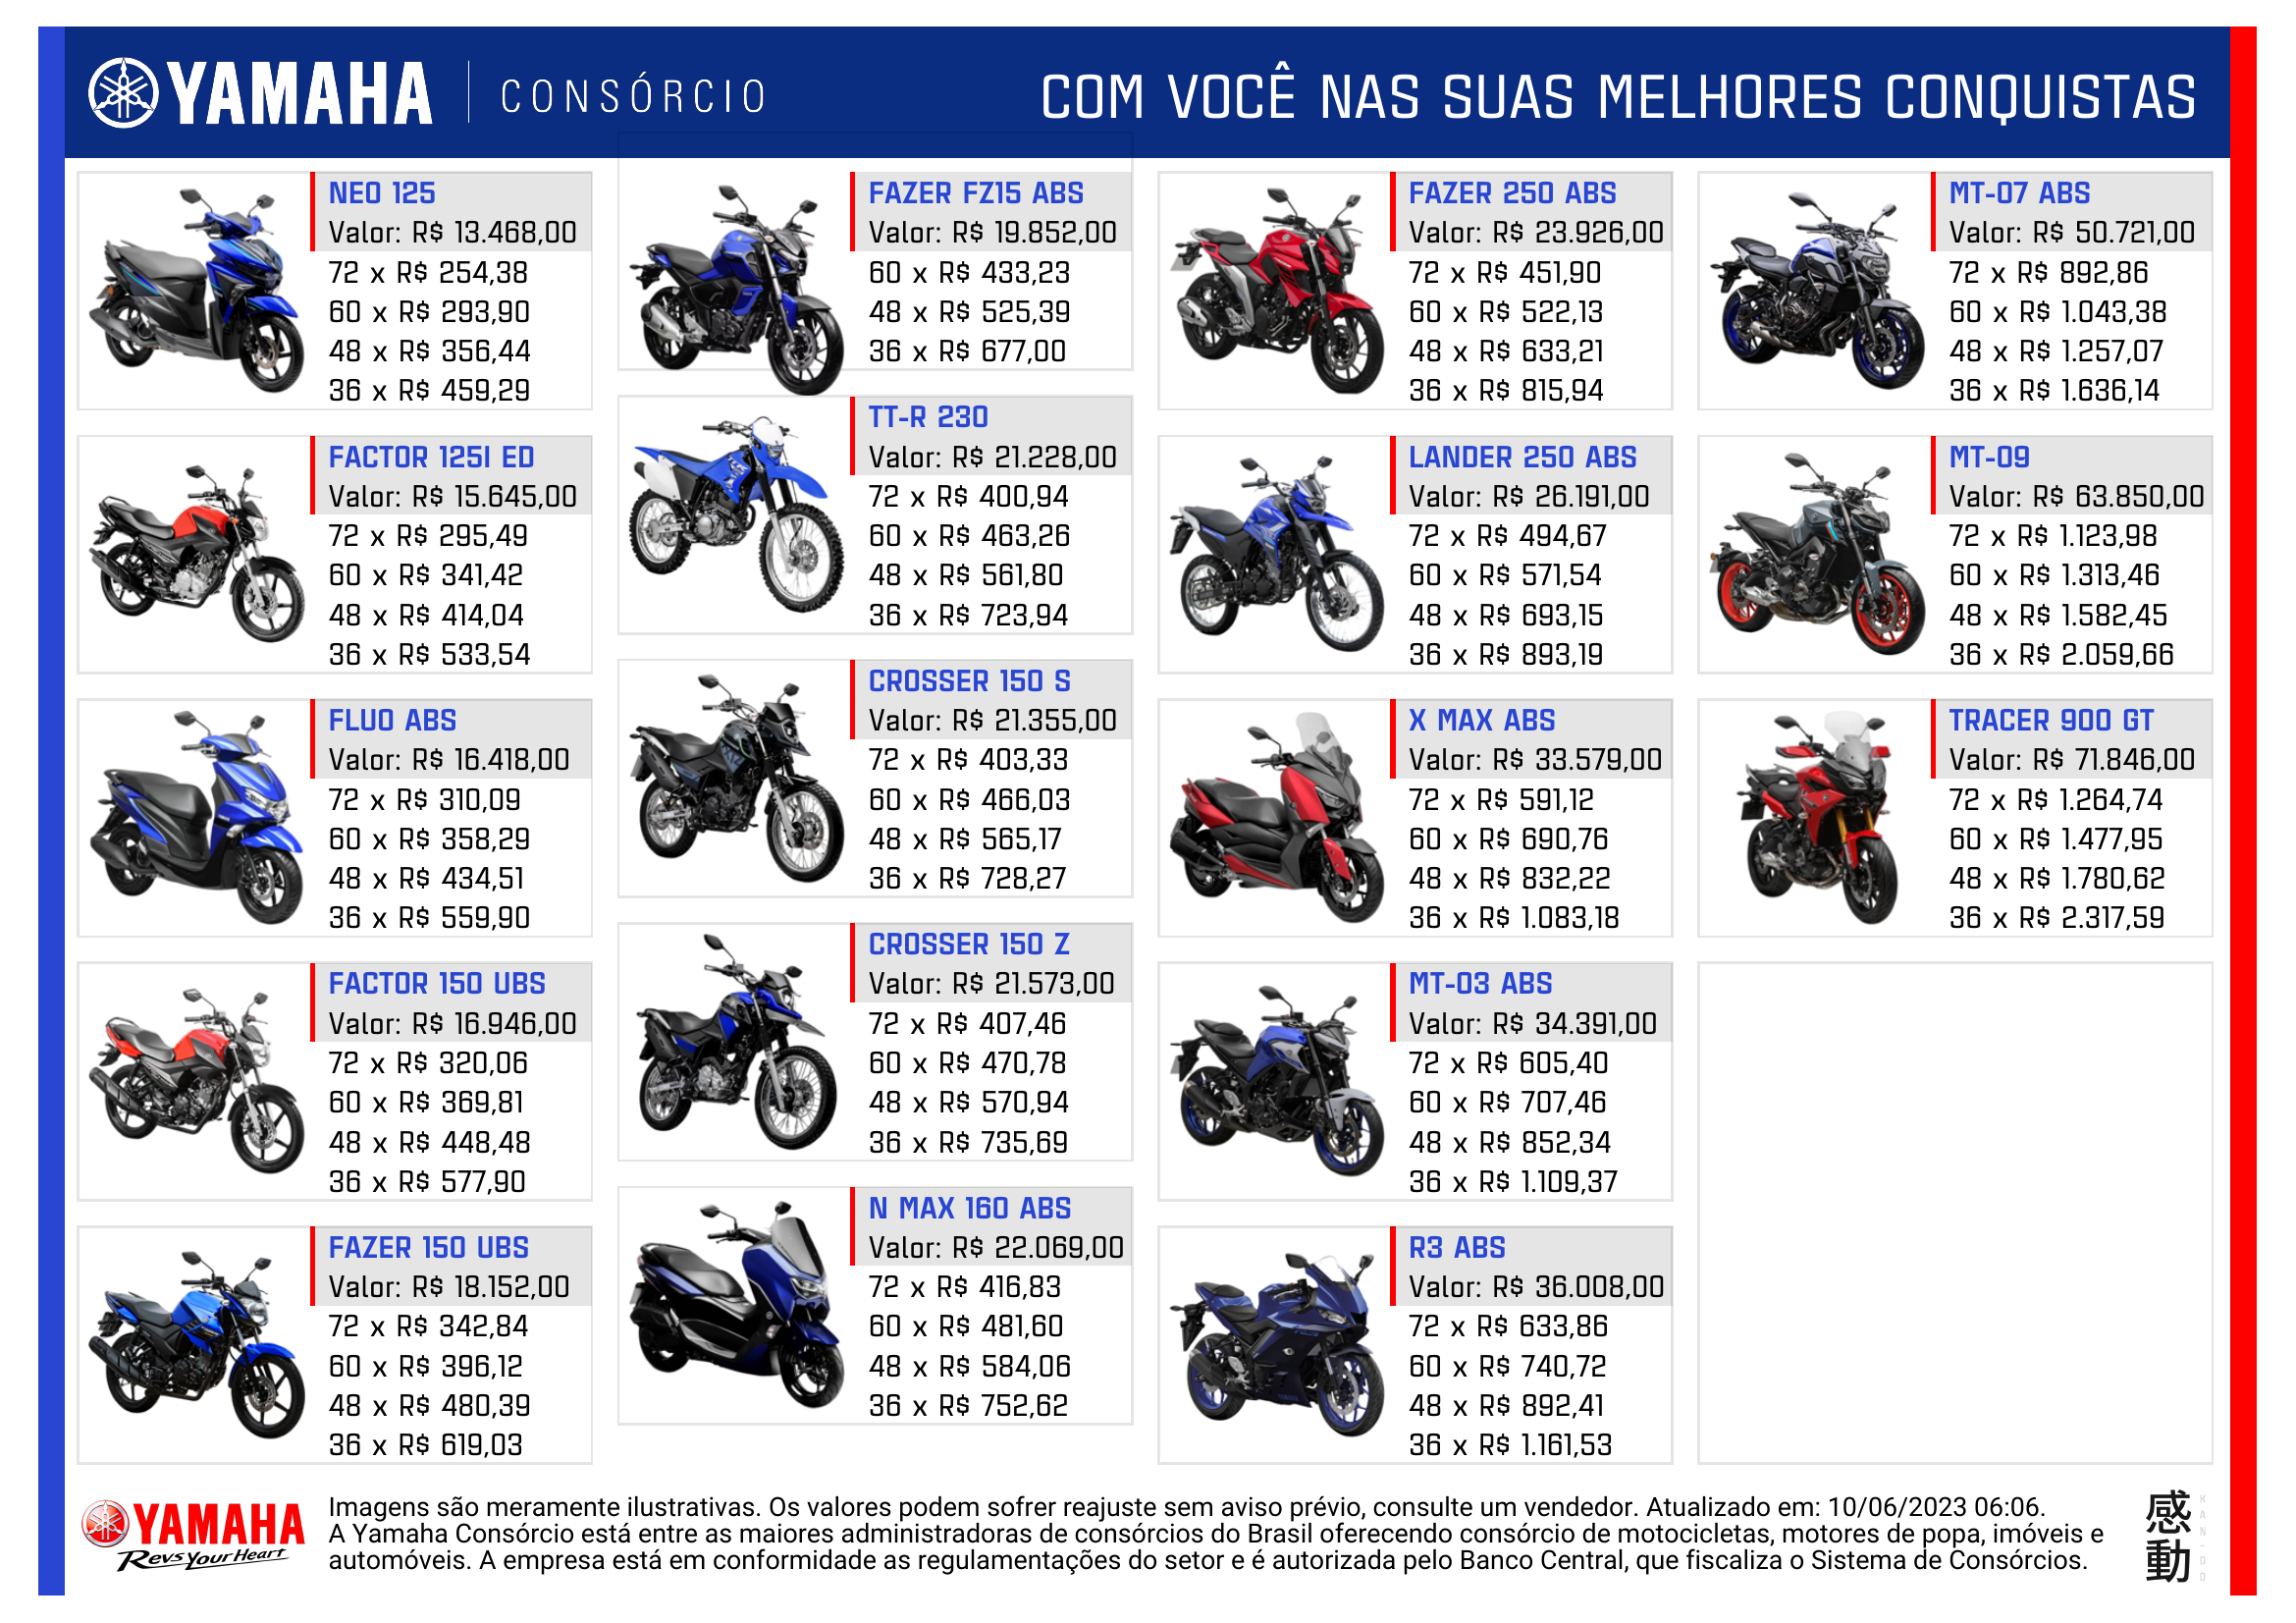 YAMAHA CONSÓRCIO
COM VOCÊ NAS SUAS MELHORES CONQUISTAS
NEO 125
Valor: R$ 13.468,00
72 x R$ 254,38
60 x R$ 293,90
48 x R$ 356,44
36 x R$ 459,29
FACTOR 125I ED
Valor: R$ 15.645,00
72 x R$ 295,49
60 x R$ 341,42
48 x R$ 414,04
36 x R$ 533,54
FLUO ABS
Valor: R$ 16.418,00
72 x R$ 310,09
60 x R$ 358,29
48 x R$ 434,51
36 x R$ 559,90
FACTOR 150 UBS
Valor: R$ 16.946,00
72 x R$ 320,06
60 x R$ 369,81
48 x R$ 448,48
36 x R$ 577,90
FAZER 150 UBS
Valor: R$ 18.152,00
72 x R$ 342,84
60 x R$ 396,12
48 x R$ 480,39
36 x R$ 619,03
FAZER FZ15 ABS
Valor: R$ 19.852,00
60 x R$ 433,23
48 x R$ 525,39
36 x R$ 677,00
TT-R 230
Valor: R$ 21.228,00
72 x R$ 400,94
60 x R$ 463,26
48 x R$ 561,80
36 x R$ 723,94
CROSSER 150 S
Valor: R$ 21.355,00
72 x R$ 403,33
60 x R$ 466,03
48 x R$ 565,17
36 x R$ 728,27
CROSSER 150 Z
Valor: R$ 21.573,00
72 x R$ 407,46
60 x R$ 470,78
48 x R$ 570,94
36 x R$ 735,69
N MAX 160 ABS
Valor: R$ 22.069,00
72 x R$ 416,83
60 x R$ 481,60
48 x R$ 584,06
36 x R$ 752,62
FAZER 250 ABS
Valor: R$ 23.926,00
72 x R$ 451,90
60 x R$ 522,13
48 x R$ 633,21
36 x R$ 815,94
LANDER 250 ABS
Valor: R$ 26.191,00
72 x R$ 494,67
60 x R$ 571,54
48 x R$ 693,15
36 x R$ 893,19
X MAX ABS
Valor: R$ 33.579,00
72 x R$ 591,12
60 x R$ 690,76
48 x R$ 832,22
36 x R$ 1.083,18
MT-03 ABS
Valor: R$ 34.391,00
72 x R$ 605,40
60 x R$ 707,46
48 x R$ 852,34
36 x R$ 1.109,37
R3 ABS
Valor: R$ 36.008,00
72 x R$ 633,86
60 x R$ 740,72
48 x R$ 892,41
36 x R$ 1.161,53
MT-07 ABS
Valor: R$ 50.721,00
72 x R$ 892,86
60 x R$ 1.043,38
48 x R$ 1.257,07
36 x R$ 1.636,14
MT-09
Valor: R$ 63.850,00
72 x R$ 1.123,98
60 x R$ 1.313,46
48 x R$ 1.582,45
36 x R$ 2.059,66
TRACER 900 GT
Valor: R$ 71.846,00
72 x R$ 1.264,74
60 x R$ 1.477,95
48 x R$ 1.780,62
36 x R$ 2.317,59
YAMAHA
Revs Your Heart
Imagens são meramente ilustrativas. Os valores podem sofrer reajuste sem aviso prévio, consulte um vendedor. Atualizado em: 10/06/2023 06:06.
A Yamaha Consórcio está entre as maiores administradoras de consórcios do Brasil oferecendo consórcio de motocicletas, motores de popa, imóveis e
automóveis. A empresa está em conformidade as regulamentações do setor e é autorizada pelo Banco Central, que fiscaliza o Sistema de Consórcios.
感動
KAN-DO